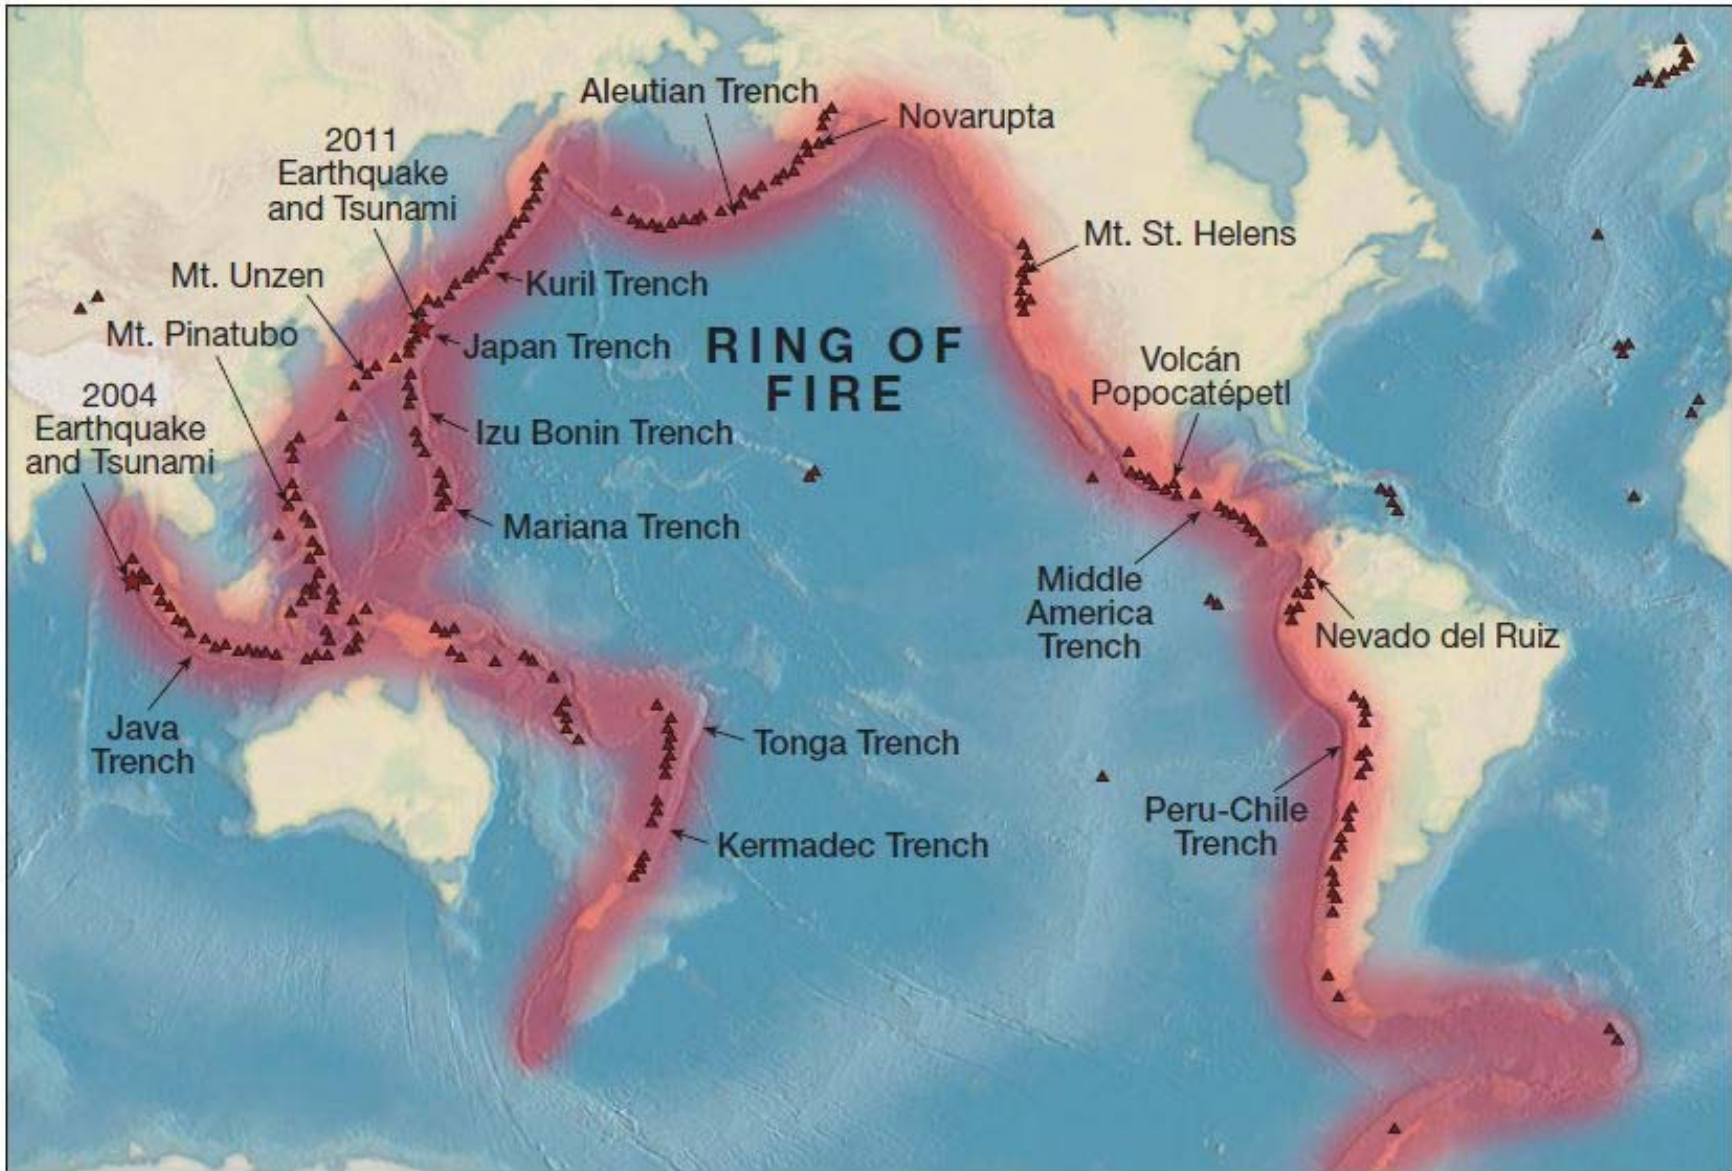 Aleutian Trench
Novarupta
2011
Earthquake
and Tsunami
Mt. St. Helens
Mt. Unzen
Kuril Trench
Mt. Pinatubo
Japan Trench
RING OF
FIRE
Volcán
Popocatépetl
2004
Earthquake
and Tsunami
Izu Bonin Trench
Mariana Trench
Middle
America
Trench
Nevado del Ruiz
Java
Trench
Tonga Trench
Peru-Chile
Trench
Kermadec Trench